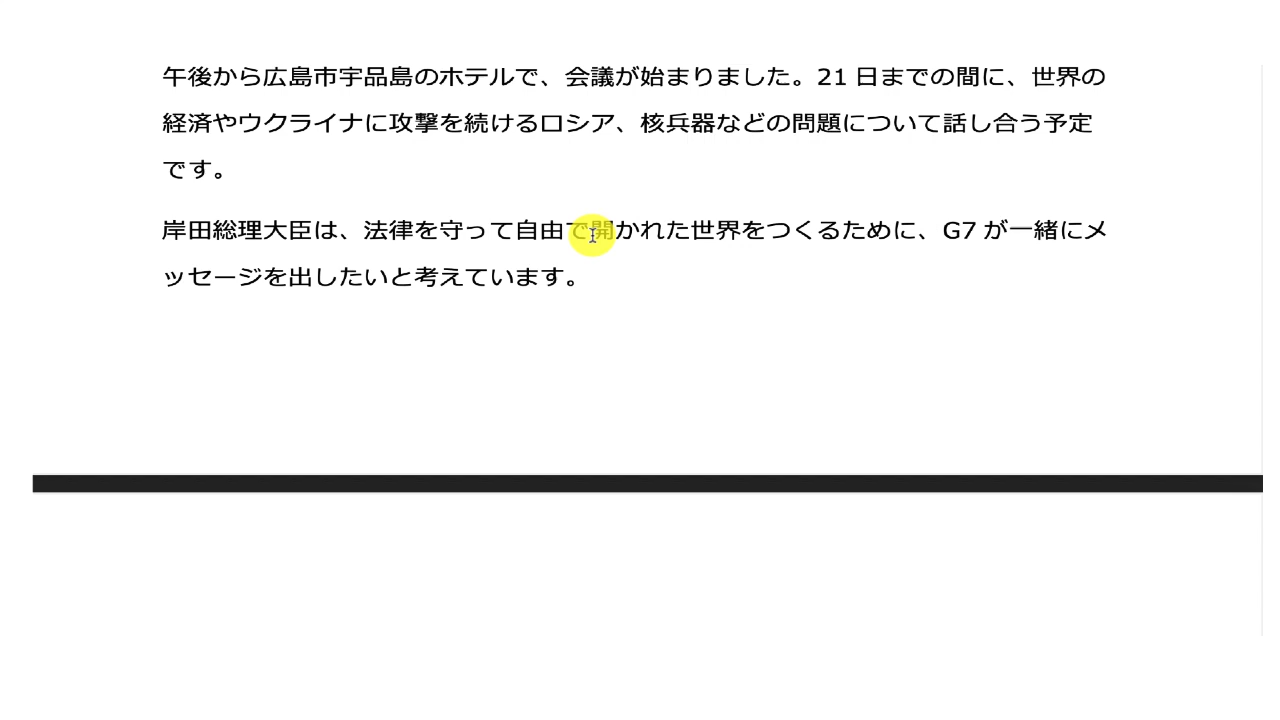 午後から広島市宇品島のホテルで、会議が始まりました。21 日までの間に、世界の
経済やウクライナに攻撃を続けるロシア、核兵器などの問題について話し合う予定
です。
岸田総理大臣は、法律を守って自由で開かれた世界をつくるために、G7 が一緒にメ
ッセージを出したいと考えています。